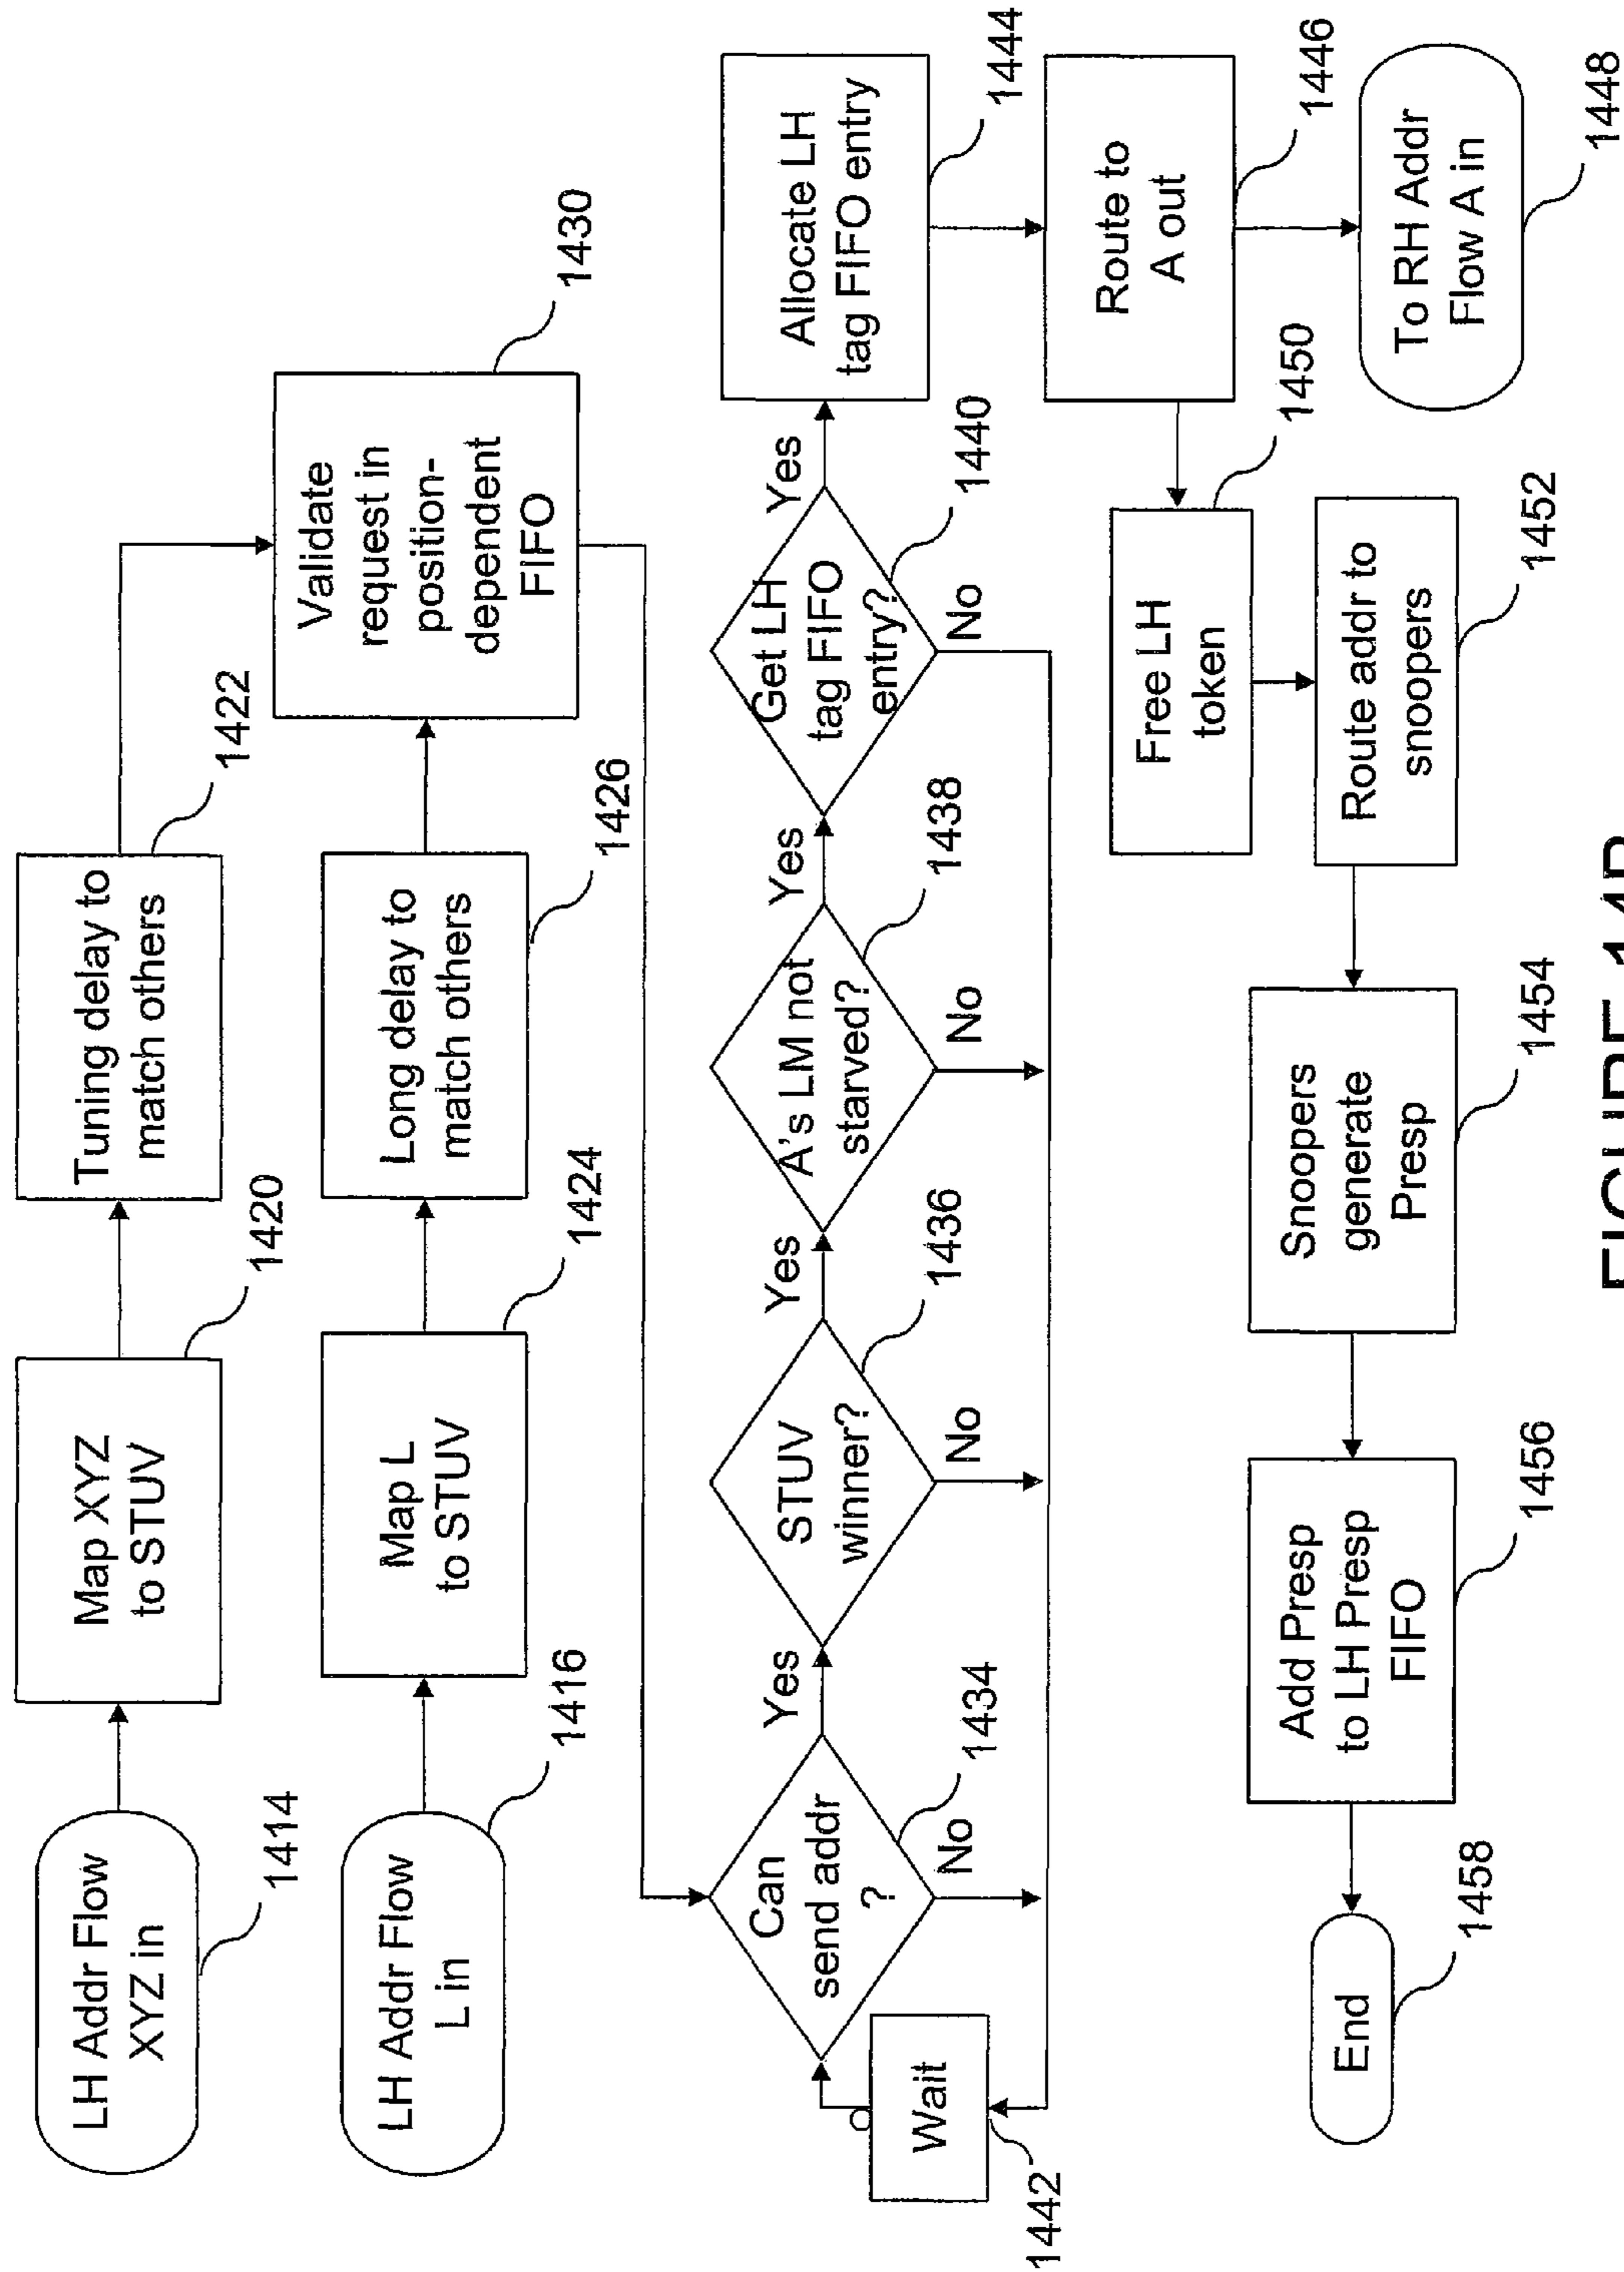 LH Addr Flow
XYZ in
1414
Map XYZ
to STUV
1420
Tuning delay to
match others
1422
LH Addr Flow
L in
1416
Map L
to STUV
1424
Long delay to
match others
1426
Validate
request in
position-
dependent
FIFO
1430
Can
send addr
?
1434
Yes
No
STUV
winner?
1436
Yes
No
A's LM not
starved?
1438
Yes
No
Get LH
tag FIFO
entry?
1440
Yes
No
Wait
1442
Allocate LH
tag FIFO entry
1444
Route to
A out
1446
To RH Addr
Flow A in
1448
Free LH
token
1450
Route addr to
snoopers
1452
Snoopers
generate
Presp
1454
Add Presp
to LH Presp
FIFO
1456
End
1458